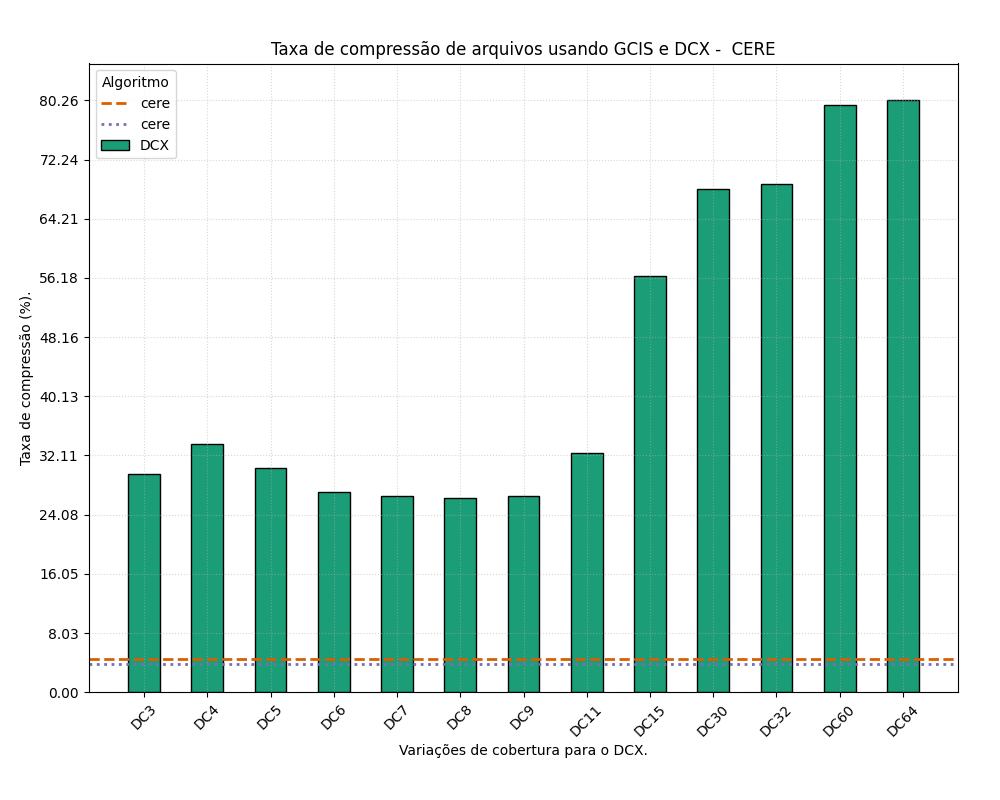 Taxa de compressão de arquivos usando GCIS e DCX -  CERE
Algoritmo
cere
cere
DCX
80.26
72.24
64.21
56.18
48.16
40.13
32.11
24.08
16.05
8.03
0.00
Taxa de compressão (%).
DC3 DC4 DC5 DC6 DC7 DC8 DC9 DC11 DC15 DC30 DC32 DC60 DC64
Variações de cobertura para o DCX.